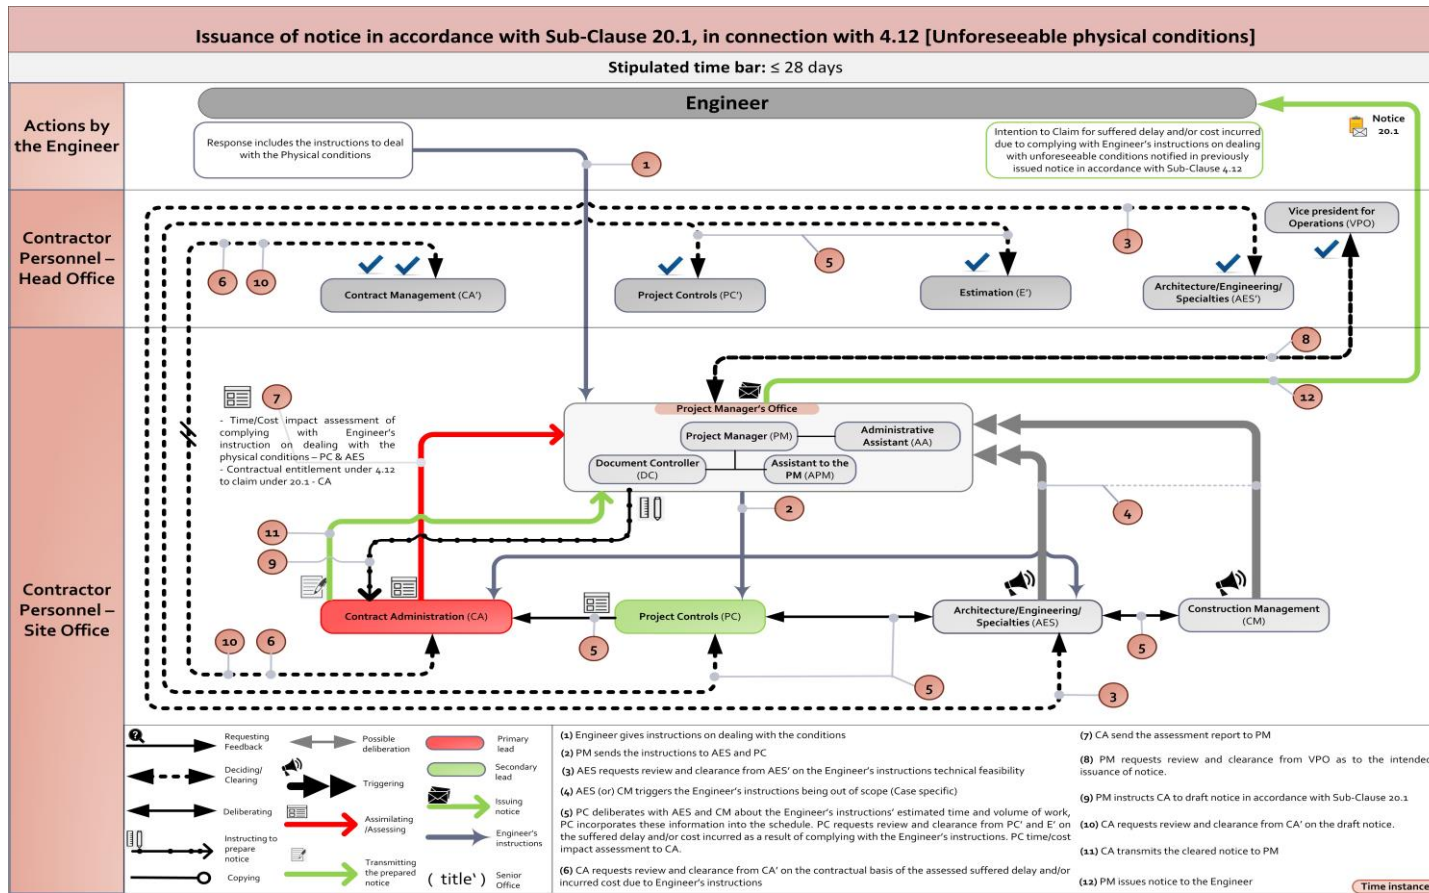 Issuance of notice in accordance with Sub-Clause 20.1, in connection with 4.12 [Unforeseeable physical conditions]
Stipulated time bar: ≤ 28 days
Actions by
the Engineer
Engineer
Response includes the instructions to deal
with the Physical conditions
1
Intention to Claim for suffered delay and/or cost incurred
due to complying with Engineer's instructions on dealing
with unforeseeable conditions notified in previously
issued notice in accordance with Sub-Clause 4.12
Notice
20.1
Contractor
Personnel –
Head Office
Vice president for
Operations (VPO)
3
5
6
10
Contract Management (CA')
Project Controls (PC')
Estimation (E')
Architecture/Engineering/
Specialties (AES')
8
12
Contractor
Personnel –
Site Office
7
- Time/Cost impact assessment of
complying with Engineer's
instruction on dealing with the
physical conditions – PC & AES
- Contractual entitlement under 4.12
to claim under 20.1 - CA
Project Manager's Office
Project Manager (PM)
Administrative
Assistant (AA)
Document Controller
(DC)
Assistant to the
PM (APM)
2
4
11
9
Contract Administration (CA)
Project Controls (PC)
Architecture/Engineering/
Specialties (AES)
Construction Management
(CM)
5
5
10
6
5
3
Requesting
Feedback
Deciding/
Clearing
Deliberating
Instructing to
prepare
notice
Copying
Possible
deliberation
Triggering
Assimilating
/Assessing
Transmitting
the prepared
notice
Primary
lead
Secondary
lead
Issuing
notice
Engineer's
instructions
( title' )
Senior
Office
(1) Engineer gives instructions on dealing with the conditions
(2) PM sends the instructions to AES and PC
(3) AES requests review and clearance from AES' on the Engineer's instructions technical feasibility
(4) AES (or) CM triggers the Engineer's instructions being out of scope (Case specific)
(5) PC deliberates with AES and CM about the Engineer's instructions' estimated time and volume of work,
PC incorporates these information into the schedule. PC requests review and clearance from PC' and E' on
the suffered delay and/or cost incurred as a result of complying with the Engineer's instructions. PC time/cost
impact assessment to CA.
(6) CA requests review and clearance from CA' on the contractual basis of the assessed suffered delay and/or
incurred cost due to Engineer's instructions
(7) CA send the assessment report to PM
(8) PM requests review and clearance from VPO as to the intended
issuance of notice.
(9) PM instructs CA to draft notice in accordance with Sub-Clause 20.1
(10) CA requests review and clearance from CA' on the draft notice.
(11) CA transmits the cleared notice to PM
(12) PM issues notice to the Engineer
Time instance